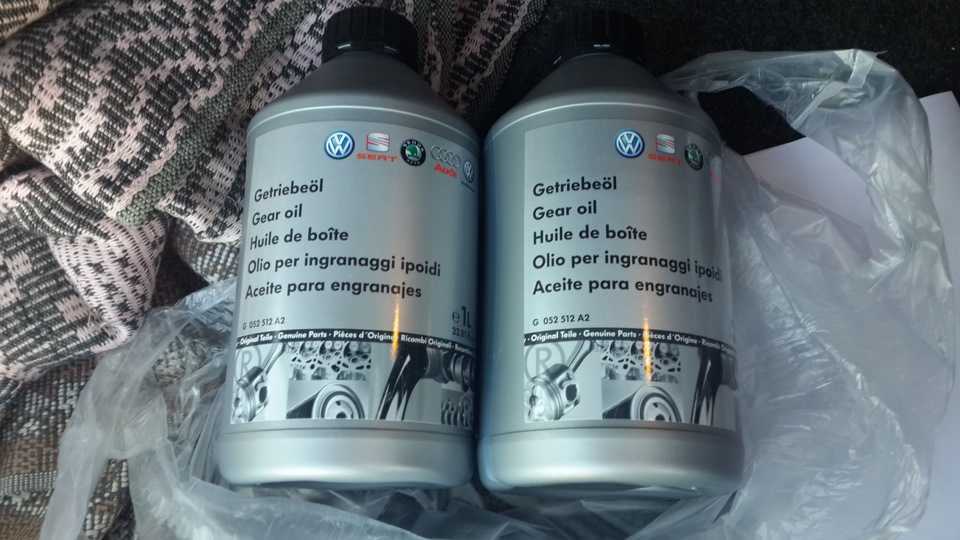 SEAT
Audi
Getriebeöl
Gear oil
Huile de boîte
Olio per ingranaggi ipoidi
Aceite para engranajes
G 052 512 A2
e 1L
Original Teile · Genuine Parts · Pièces d'Origine · Ricambi Originali
SEAT
Getriebeöl
Gear oil
Huile de boîte
Olio per ingranaggi ipoidi
Aceite para engranajes
G 052 512 A2
Original Teile · Genuine Parts · Pièces d'Origine · Ricambi Originali